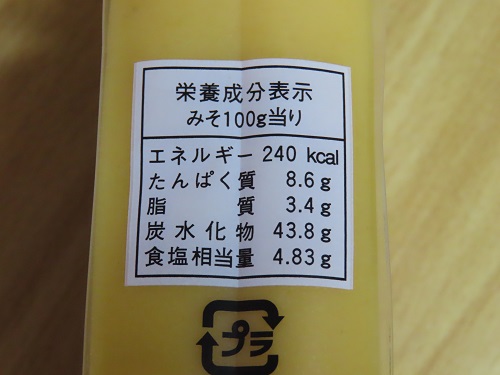 栄養成分表示
みそ100g当り
エネルギー 240 kcal
たんぱく質 8.6 g
脂質 3.4 g
炭水化物 43.8 g
食塩相当量 4.83 g
プラ